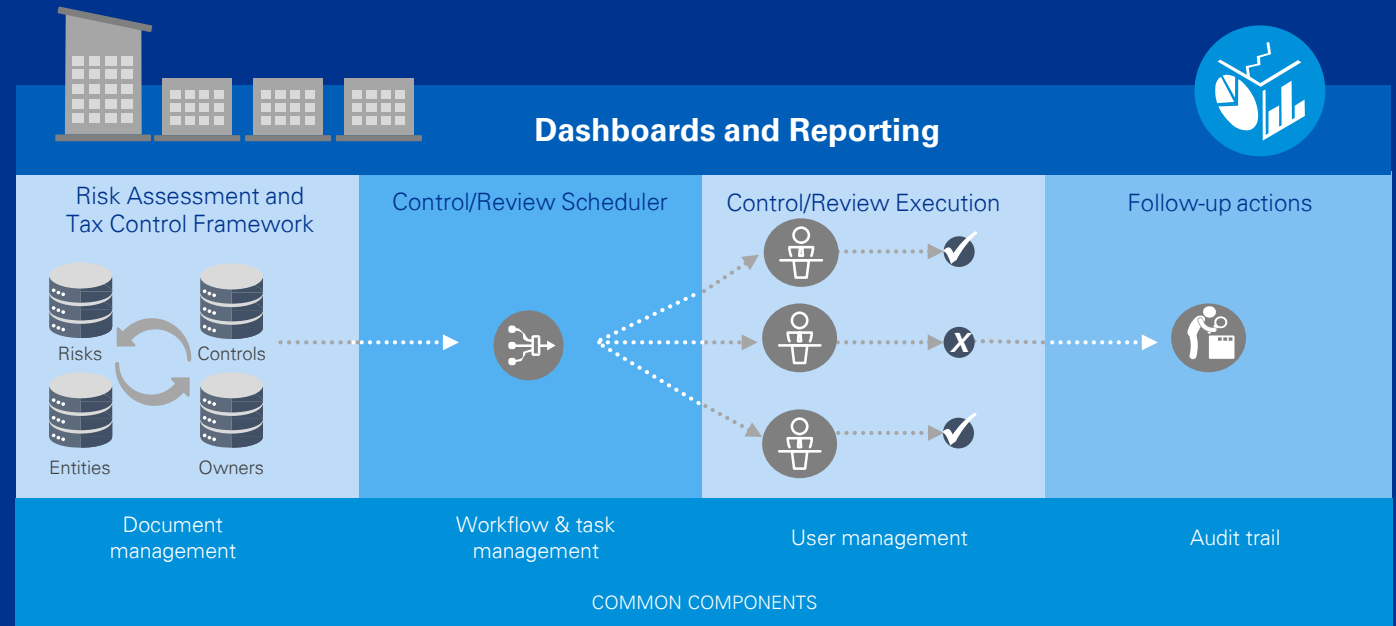 Dashboards and Reporting
Risk Assessment and
Tax Control Framework
Control/Review Scheduler
Control/Review Execution
Follow-up actions
Risks
Controls
X
Entities
Owners
Document
management
Workflow & task
management
User management
Audit trail
COMMON COMPONENTS